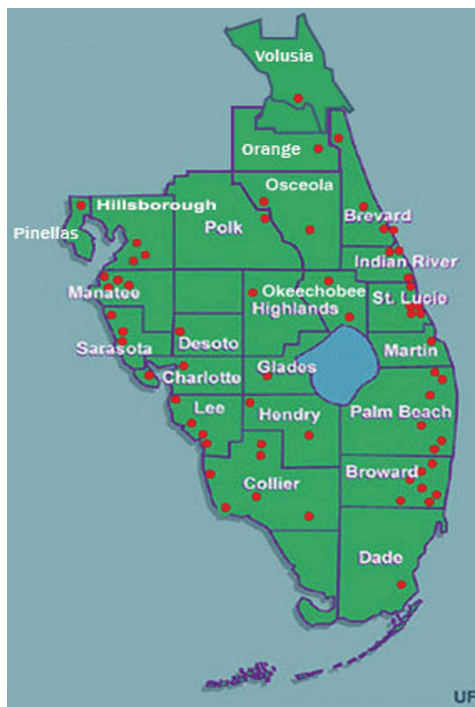 Volusia
Orange
Osceola
Hillsborough
Polk
Brevard
Pinellas
Indian River
Manatee
Okeechobee
Highlands
St. Lucie
Sarasota
Desoto
Martin
Charlotte
Glades
Lee
Hendry
Palm Beach
Broward
Collier
Dade
UF